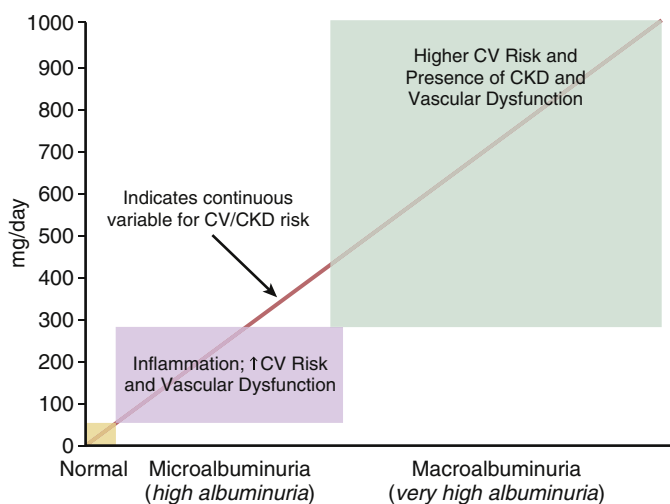 1000
900
800
700
600
500
400
300
200
100
0
mg/day
Higher CV Risk and
Presence of CKD and
Vascular Dysfunction
Indicates continuous
variable for CV/CKD risk
Inflammation; ↑CV Risk
and Vascular Dysfunction
Normal
Microalbuminuria
(high albuminuria)
Macroalbuminuria
(very high albuminuria)